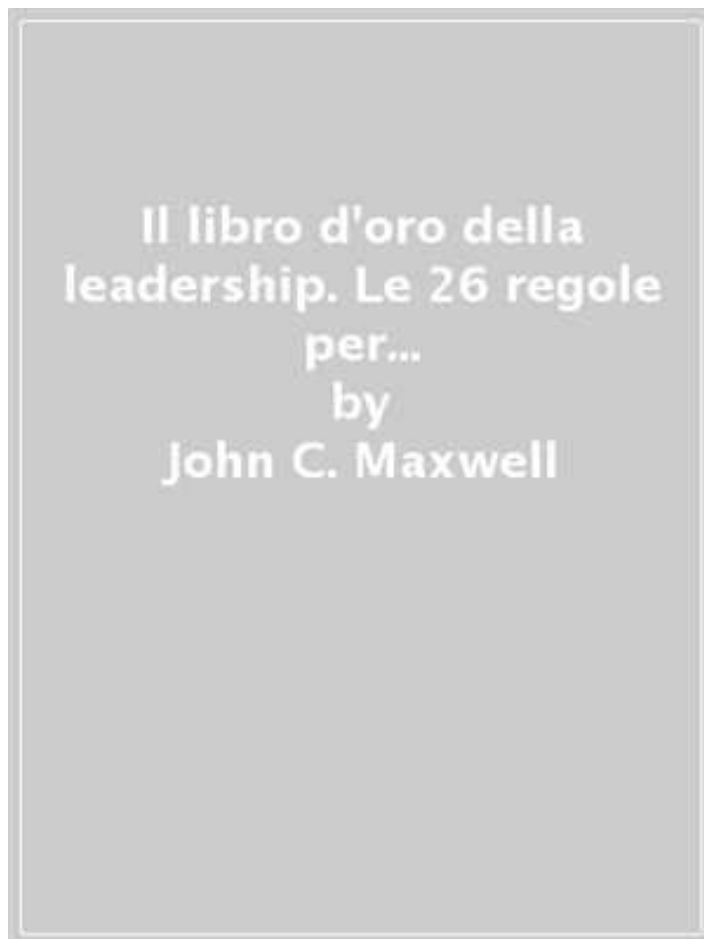 Il libro d'oro della
leadership. Le 26 regole
per...
by
John C. Maxwell